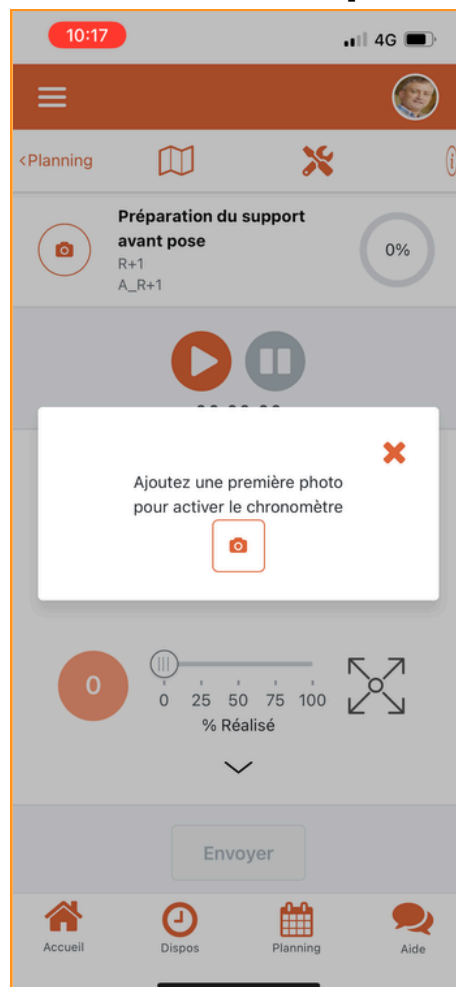 10:17
4G
<Planning
Préparation du support
avant pose
R+1
A_R+1
0%
Ajoutez une première photo
pour activer le chronomètre
0
0 25 50 75 100
% Réalisé
Envoyer
Accueil Dispos Planning Aide